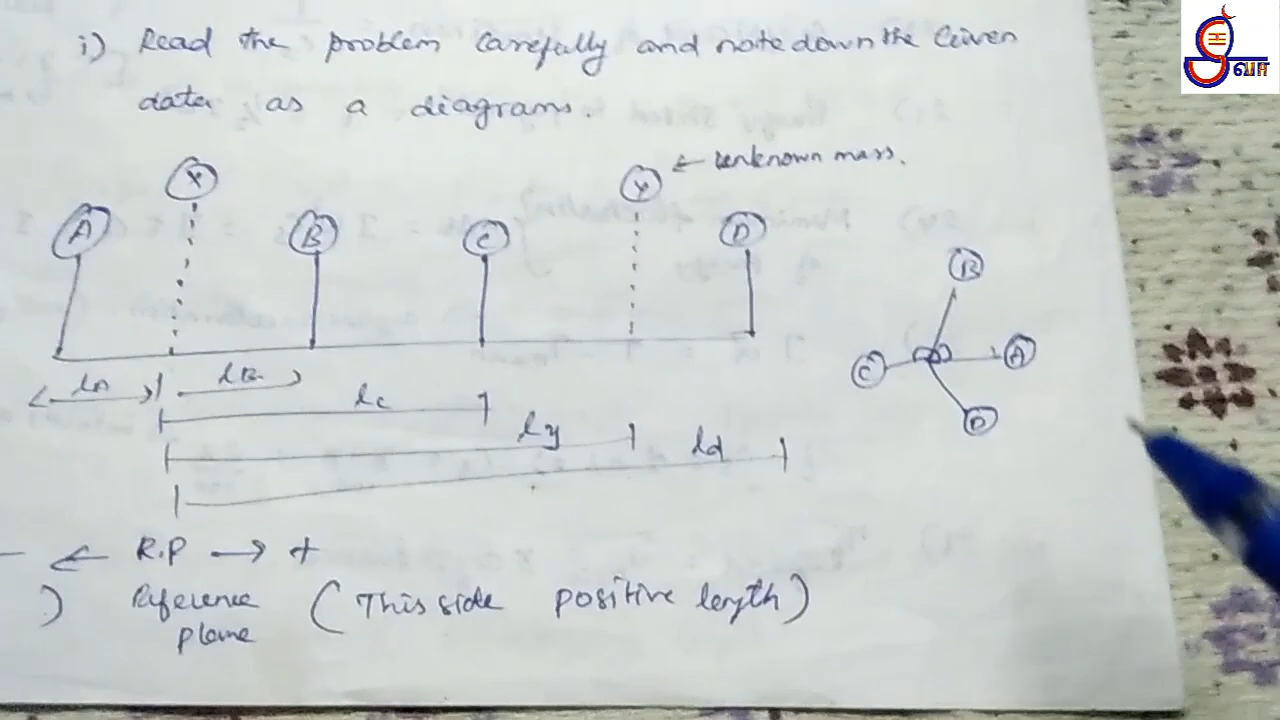 i) Read the problem carefully and note down the Given
data as a diagrams.
X
Y ← unknown mass.
A
B
C
D
B
C
A
D
lA
lB
lc
ly
ld
− ← R.P → +
) Reference (This side positive length)
plane
வா